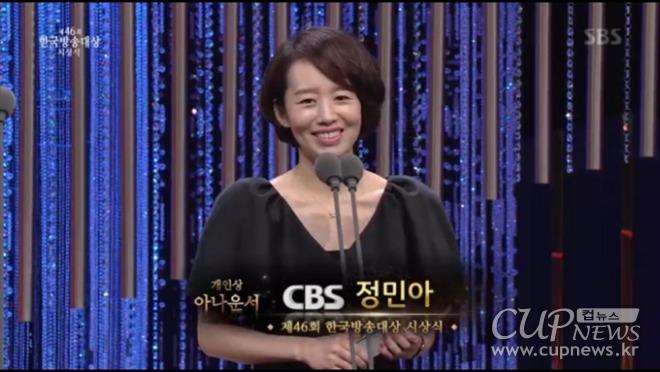 제46회
한국방송대상
시상식
SBS
개인상
아나운서
CBS 정민아
제46회 한국방송대상 시상식
컵뉴스
CUPNEWS
www.cupnews.kr